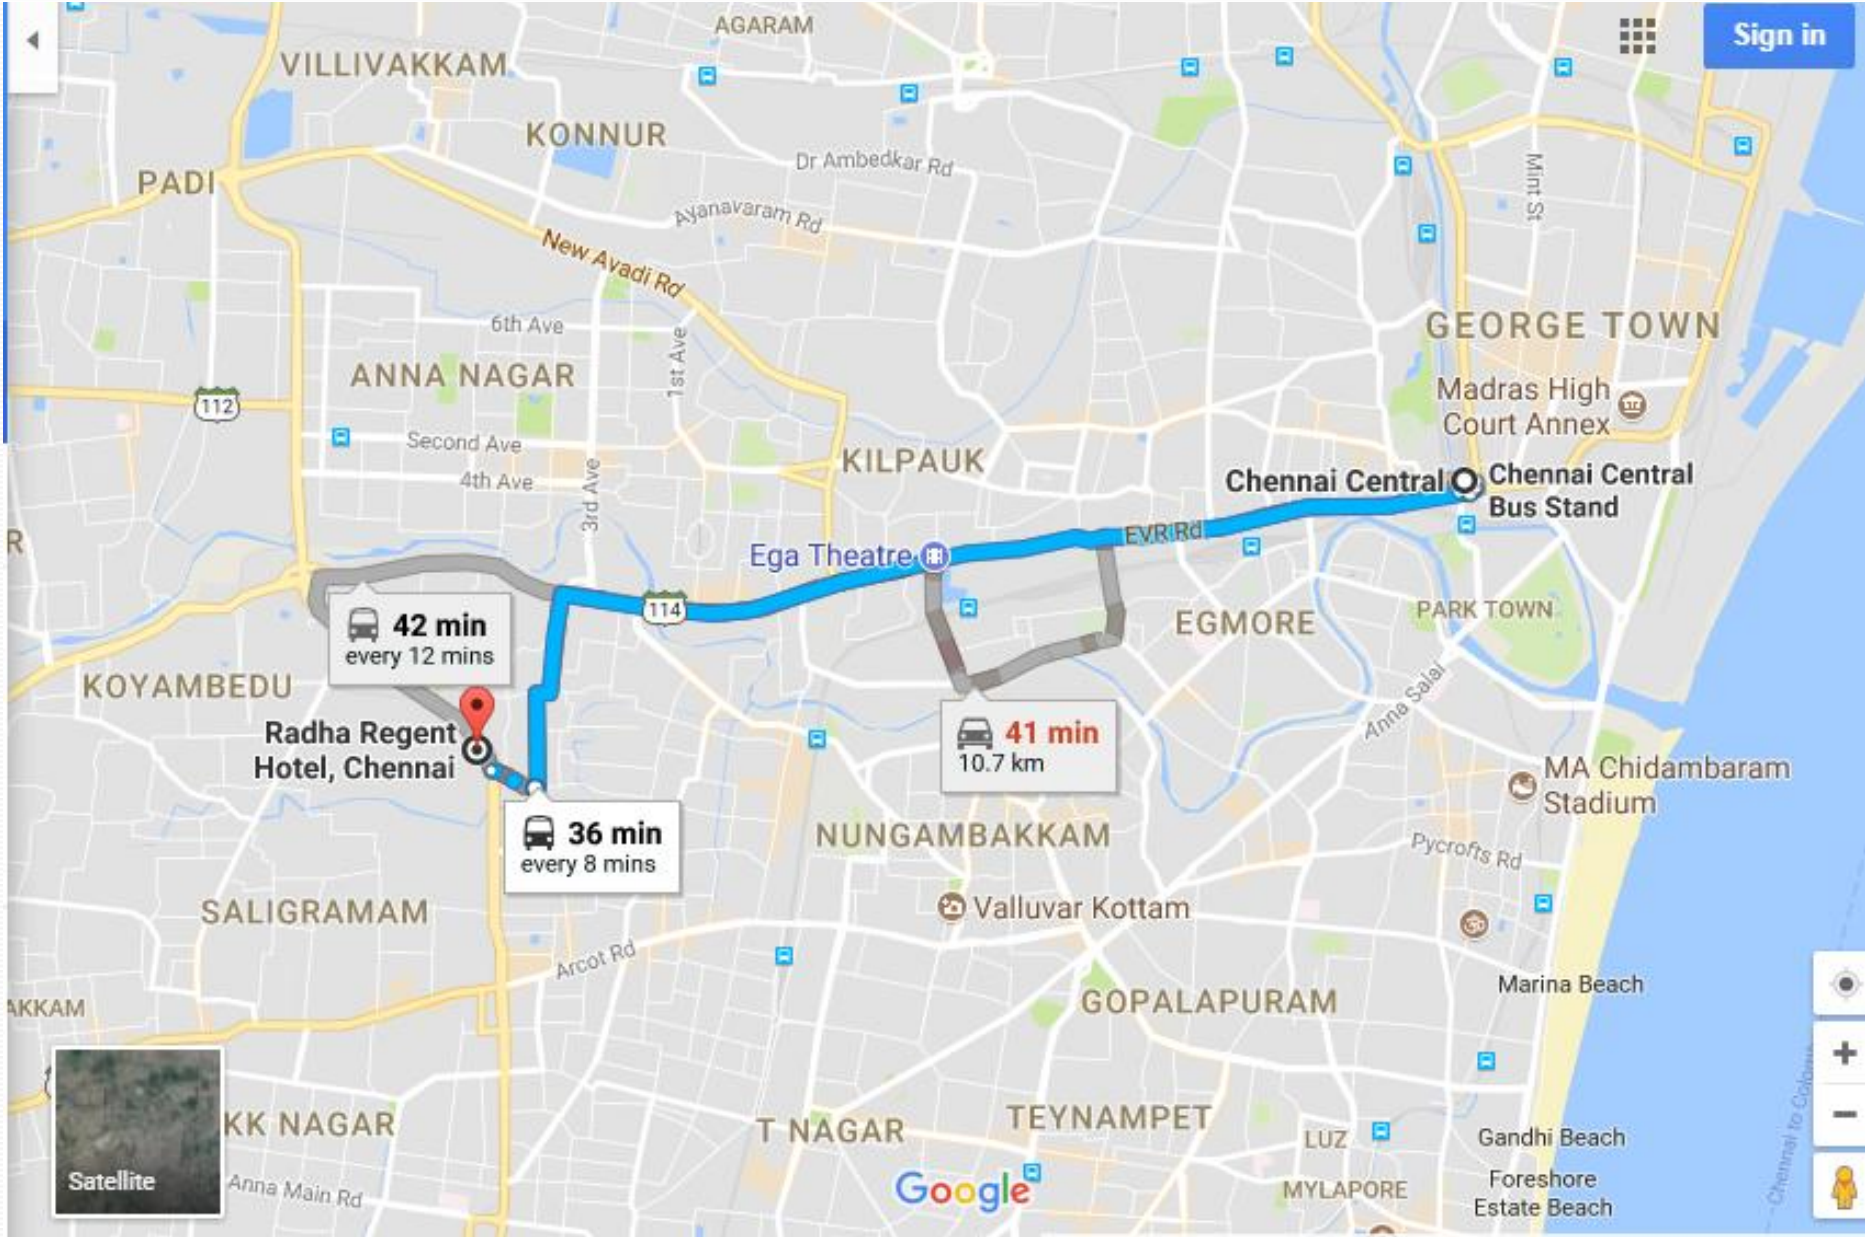 AGARAM
Sign in
VILLIVAKKAM
KONNUR
Dr Ambedkar Rd
PADI
Mint St
Ayanavaram Rd
New Avadi Rd
6th Ave
GEORGE TOWN
1st Ave
ANNA NAGAR
Madras High
Court Annex
112
Second Ave
KILPAUK
4th Ave
3rd Ave
Chennai Central
Chennai Central
Bus Stand
R
EVR Rd
Ega Theatre
114
PARK TOWN
EGMORE
42 min
every 12 mins
KOYAMBEDU
Anna Salai
Radha Regent
Hotel, Chennai
41 min
10.7 km
MA Chidambaram
Stadium
36 min
every 8 mins
NUNGAMBAKKAM
Pycrofts Rd
SALIGRAMAM
Valluvar Kottam
Arcot Rd
Marina Beach
GOPALAPURAM
AKKAM
KK NAGAR
T NAGAR
TEYNAMPET
LUZ
Gandhi Beach
Chennai to Colom
Satellite
Anna Main Rd
Google
MYLAPORE
Foreshore
Estate Beach